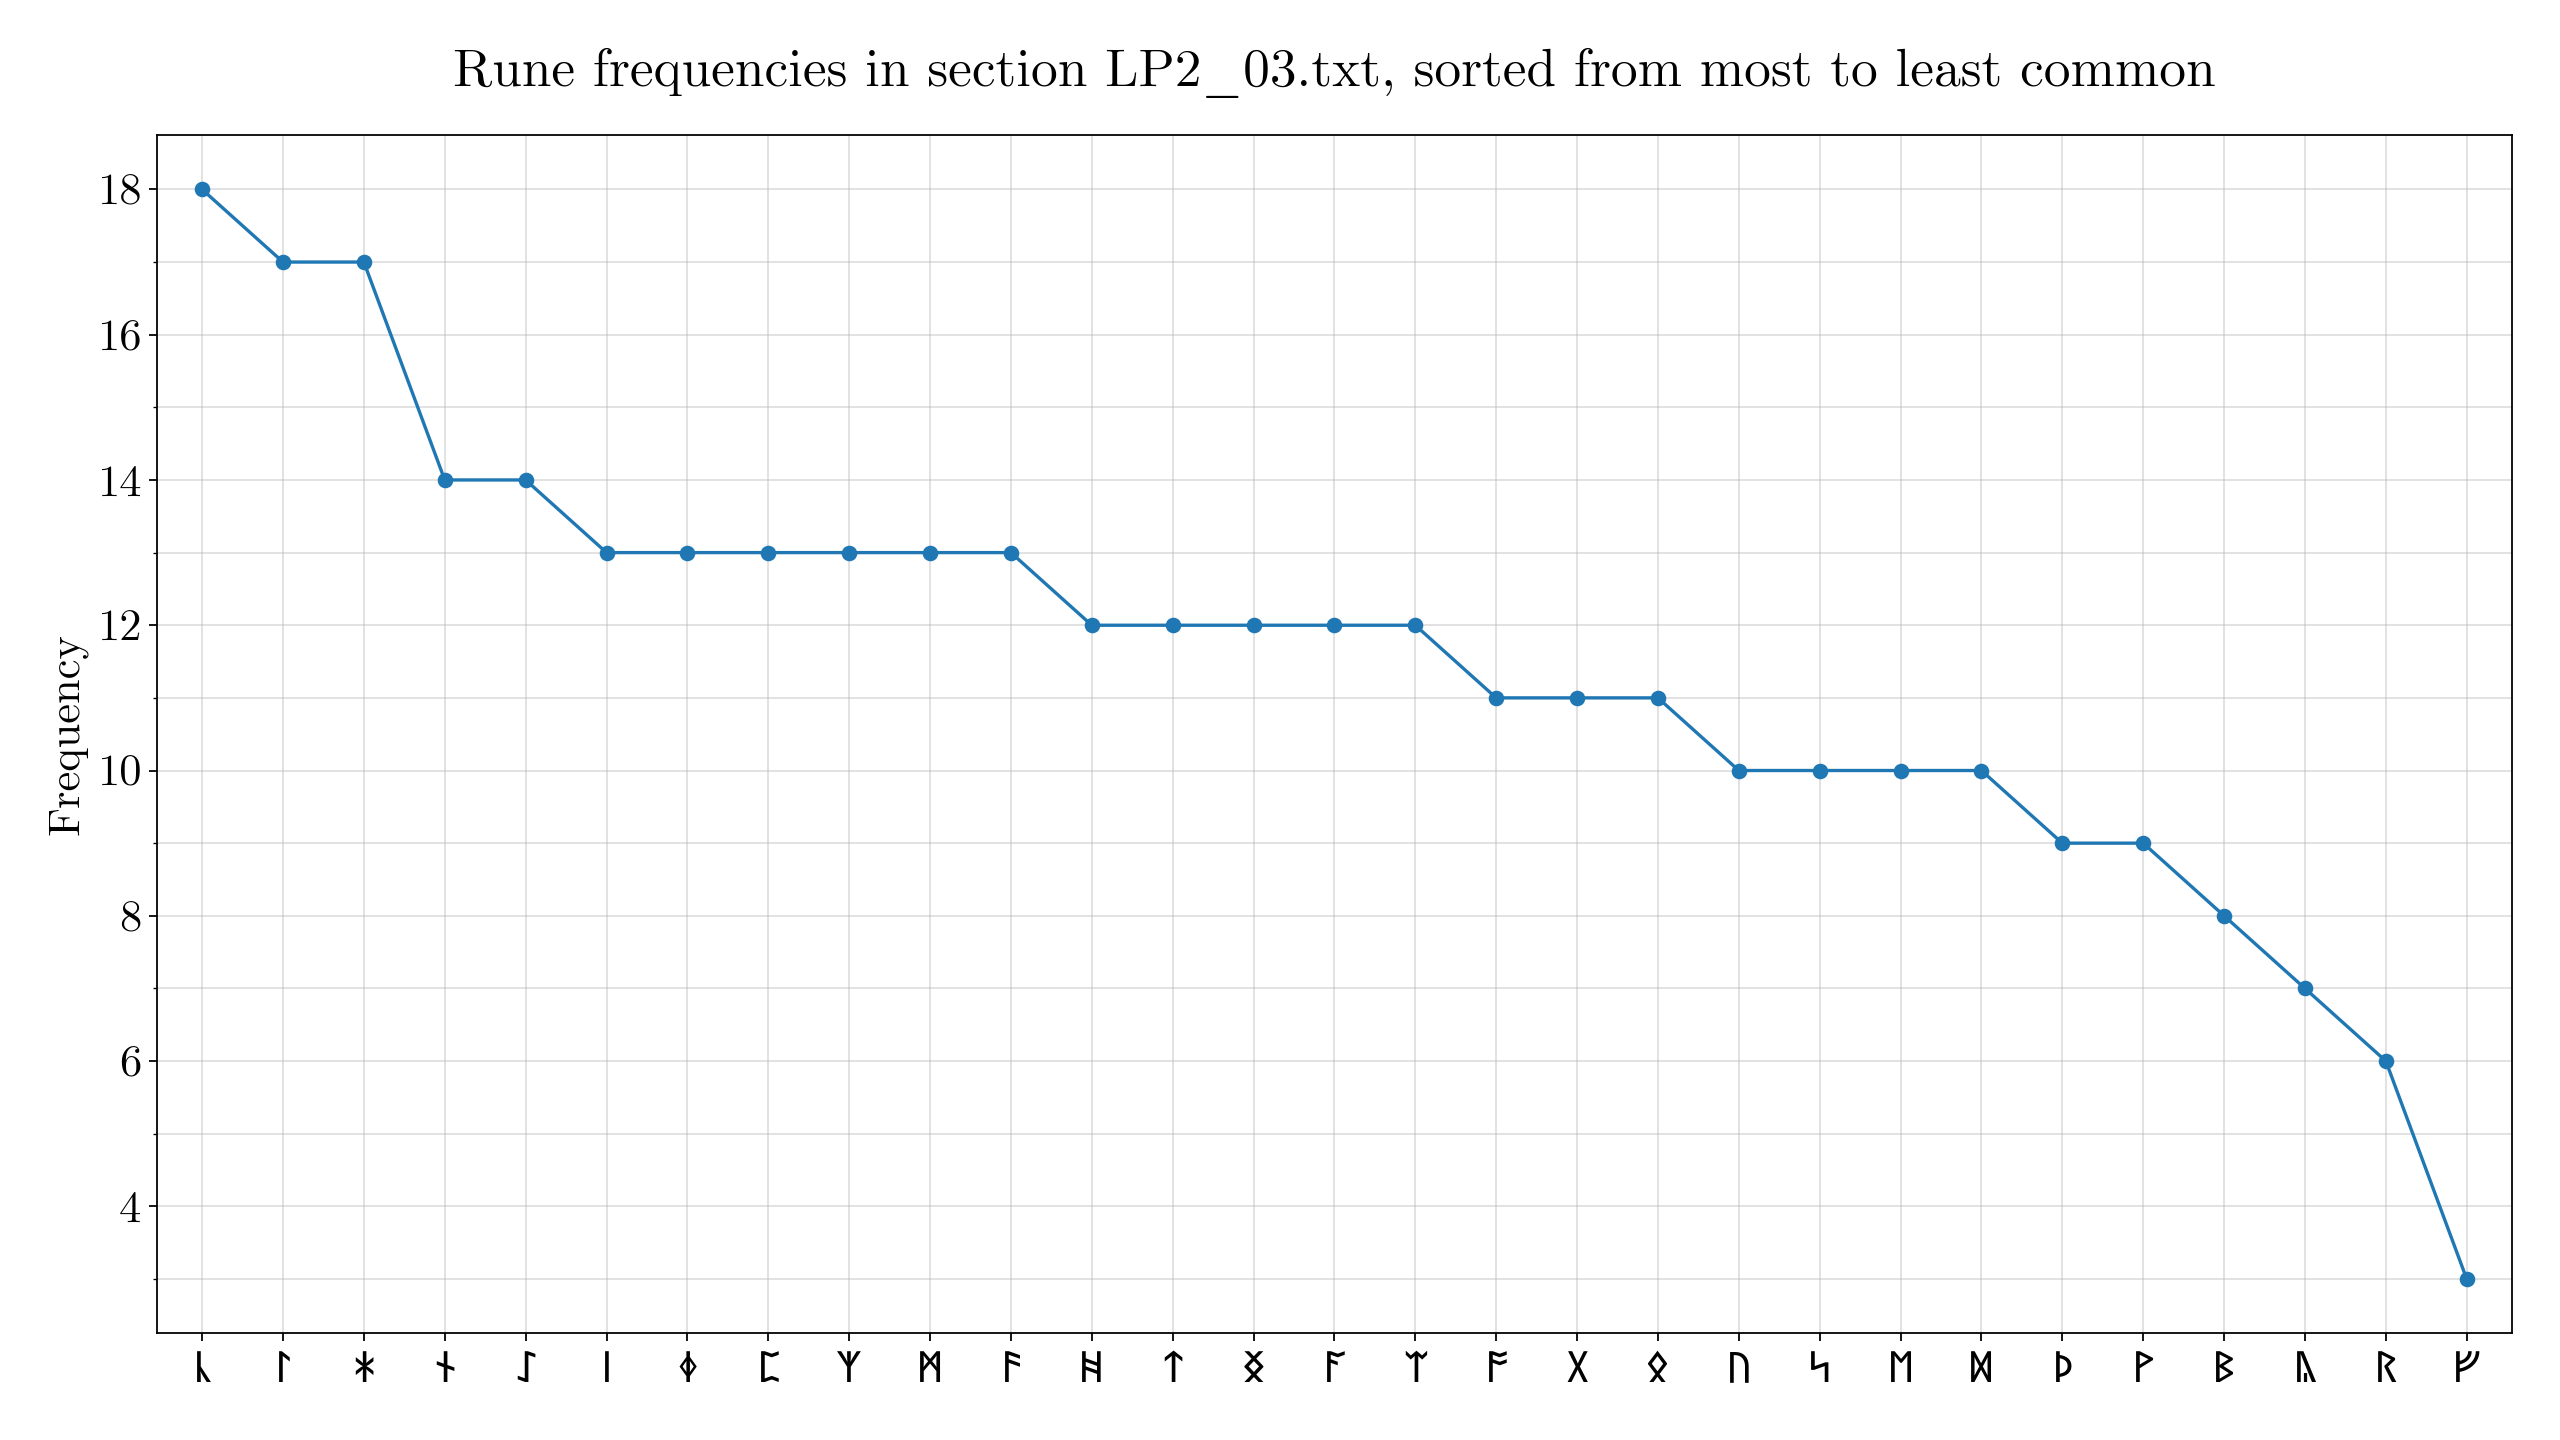 Rune frequencies in section LP2_03.txt, sorted from most to least common
Frequency
18
16
14
12
10
8
6
4
ᚳ ᛚ ᛡ ᚾ ᛇ ᛁ ᛄ ᛈ ᛉ ᛗ ᚪ ᚻ ᛏ ᛝ ᚩ ᛠ ᚫ ᚷ ᛟ ᚢ ᛋ ᛖ ᛞ ᚦ ᚹ ᛒ ᚣ ᚱ ᚠ